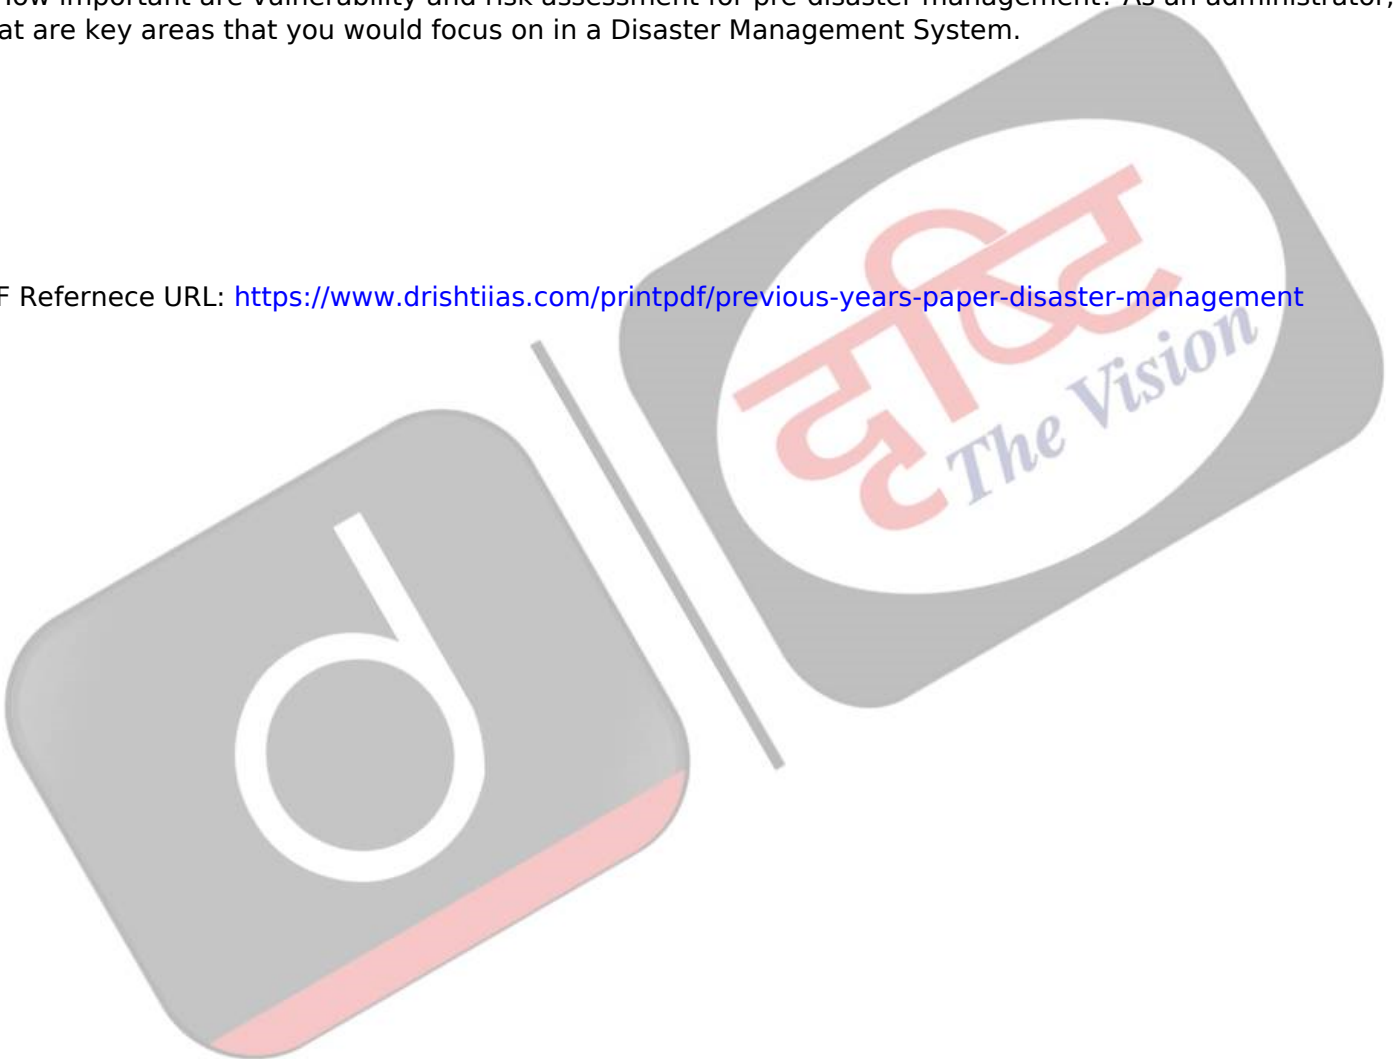 How important are vulnerability and risk assessment for pre-disaster management? As an administrator,
at are key areas that you would focus on in a Disaster Management System.
F Refernece URL: https://www.drishtiias.com/printpdf/previous-years-paper-disaster-management
दृष्टि
The Vision
d